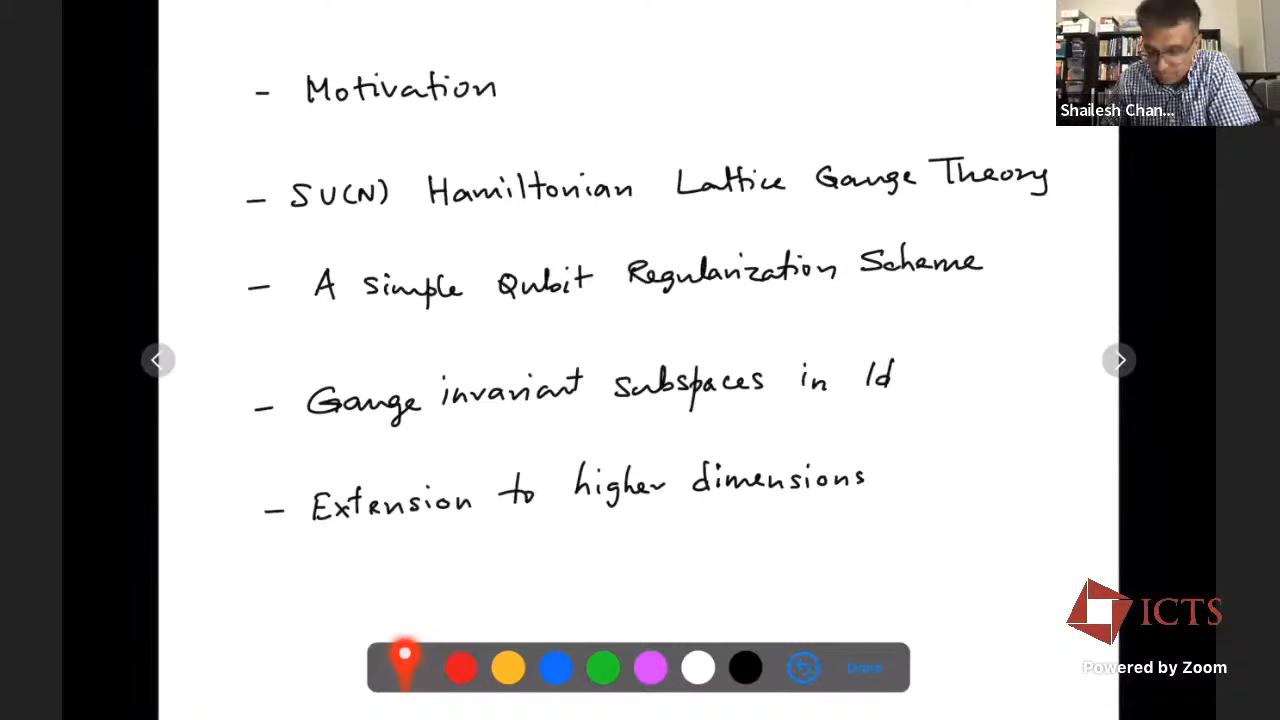 - Motivation
Shailesh Chan...
- SU(N) Hamiltonian Lattice Gauge Theory
- A simple Qubit Regularization Scheme
- Gauge invariant subspaces in 1d
- Extension to higher dimensions
ICTS
Done
Powered by Zoom